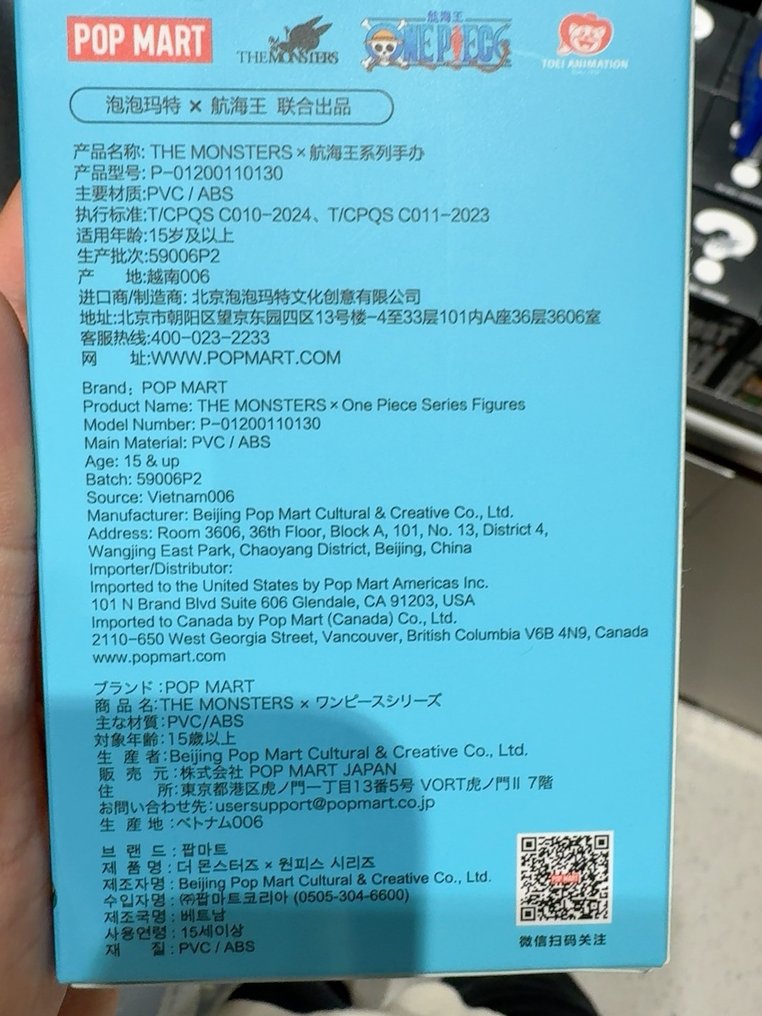 POP MART
THE MONSTERS
航海王
ONE PIECE
TOEI ANIMATION
泡泡玛特 × 航海王 联合出品
产品名称: THE MONSTERS × 航海王系列手办
产品型号: P-01200110130
主要材质:PVC / ABS
执行标准:T/CPQS C010-2024、T/CPQS C011-2023
适用年龄:15岁及以上
生产批次:59006P2
产 地:越南006
进口商/制造商: 北京泡泡玛特文化创意有限公司
地址:北京市朝阳区望京东园四区13号楼-4至33层101内A座36层3606室
客服热线:400-023-2233
网 址:WWW.POPMART.COM
Brand: POP MART
Product Name: THE MONSTERS × One Piece Series Figures
Model Number: P-01200110130
Main Material: PVC / ABS
Age: 15 & up
Batch: 59006P2
Source: Vietnam006
Manufacturer: Beijing Pop Mart Cultural & Creative Co., Ltd.
Address: Room 3606, 36th Floor, Block A, 101, No. 13, District 4,
Wangjing East Park, Chaoyang District, Beijing, China
Importer/Distributor:
Imported to the United States by Pop Mart Americas Inc.
101 N Brand Blvd Suite 606 Glendale, CA 91203, USA
Imported to Canada by Pop Mart (Canada) Co., Ltd.
2110-650 West Georgia Street, Vancouver, British Columbia V6B 4N9, Canada
www.popmart.com
ブランド:POP MART
商品名:THE MONSTERS × ワンピースシリーズ
主な材質:PVC/ABS
対象年齢:15歳以上
生産者:Beijing Pop Mart Cultural & Creative Co., Ltd.
販売元:株式会社 POP MART JAPAN
住 所:東京都港区虎ノ門一丁目13番5号 VORT虎ノ門II 7階
お問い合わせ先:usersupport@popmart.co.jp
生産地:ベトナム006
브랜드: 팝마트
제품명: 더 몬스터즈 × 원피스 시리즈
제조자명: Beijing Pop Mart Cultural & Creative Co., Ltd.
수입자명: ㈜팝마트코리아 (0505-304-6600)
제조국명: 베트남
사용연령: 15세이상
재 질: PVC / ABS
POP MART
微信扫码关注